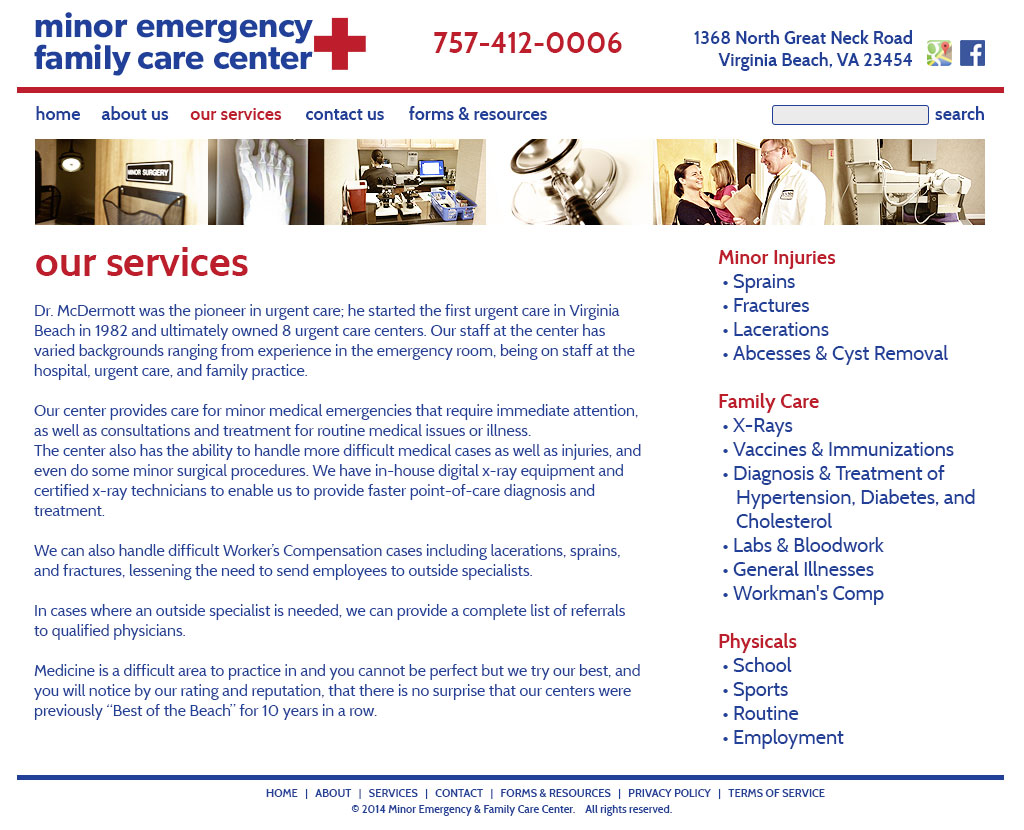 minor emergency
family care center
757-412-0006
1368 North Great Neck Road
Virginia Beach, VA 23454
home about us our services contact us forms & resources search
MINOR SURGERY
our services
Dr. McDermott was the pioneer in urgent care; he started the first urgent care in Virginia
Beach in 1982 and ultimately owned 8 urgent care centers. Our staff at the center has
varied backgrounds ranging from experience in the emergency room, being on staff at the
hospital, urgent care, and family practice.
Our center provides care for minor medical emergencies that require immediate attention,
as well as consultations and treatment for routine medical issues or illness.
The center also has the ability to handle more difficult medical cases as well as injuries, and
even do some minor surgical procedures. We have in-house digital x-ray equipment and
certified x-ray technicians to enable us to provide faster point-of-care diagnosis and
treatment.
We can also handle difficult Worker's Compensation cases including lacerations, sprains,
and fractures, lessening the need to send employees to outside specialists.
In cases where an outside specialist is needed, we can provide a complete list of referrals
to qualified physicians.
Medicine is a difficult area to practice in and you cannot be perfect but we try our best, and
you will notice by our rating and reputation, that there is no surprise that our centers were
previously “Best of the Beach” for 10 years in a row.
Minor Injuries
• Sprains
• Fractures
• Lacerations
• Abcesses & Cyst Removal
Family Care
• X-Rays
• Vaccines & Immunizations
• Diagnosis & Treatment of
Hypertension, Diabetes, and
Cholesterol
• Labs & Bloodwork
• General Illnesses
• Workman's Comp
Physicals
• School
• Sports
• Routine
• Employment
HOME | ABOUT | SERVICES | CONTACT | FORMS & RESOURCES | PRIVACY POLICY | TERMS OF SERVICE
© 2014 Minor Emergency & Family Care Center. All rights reserved.